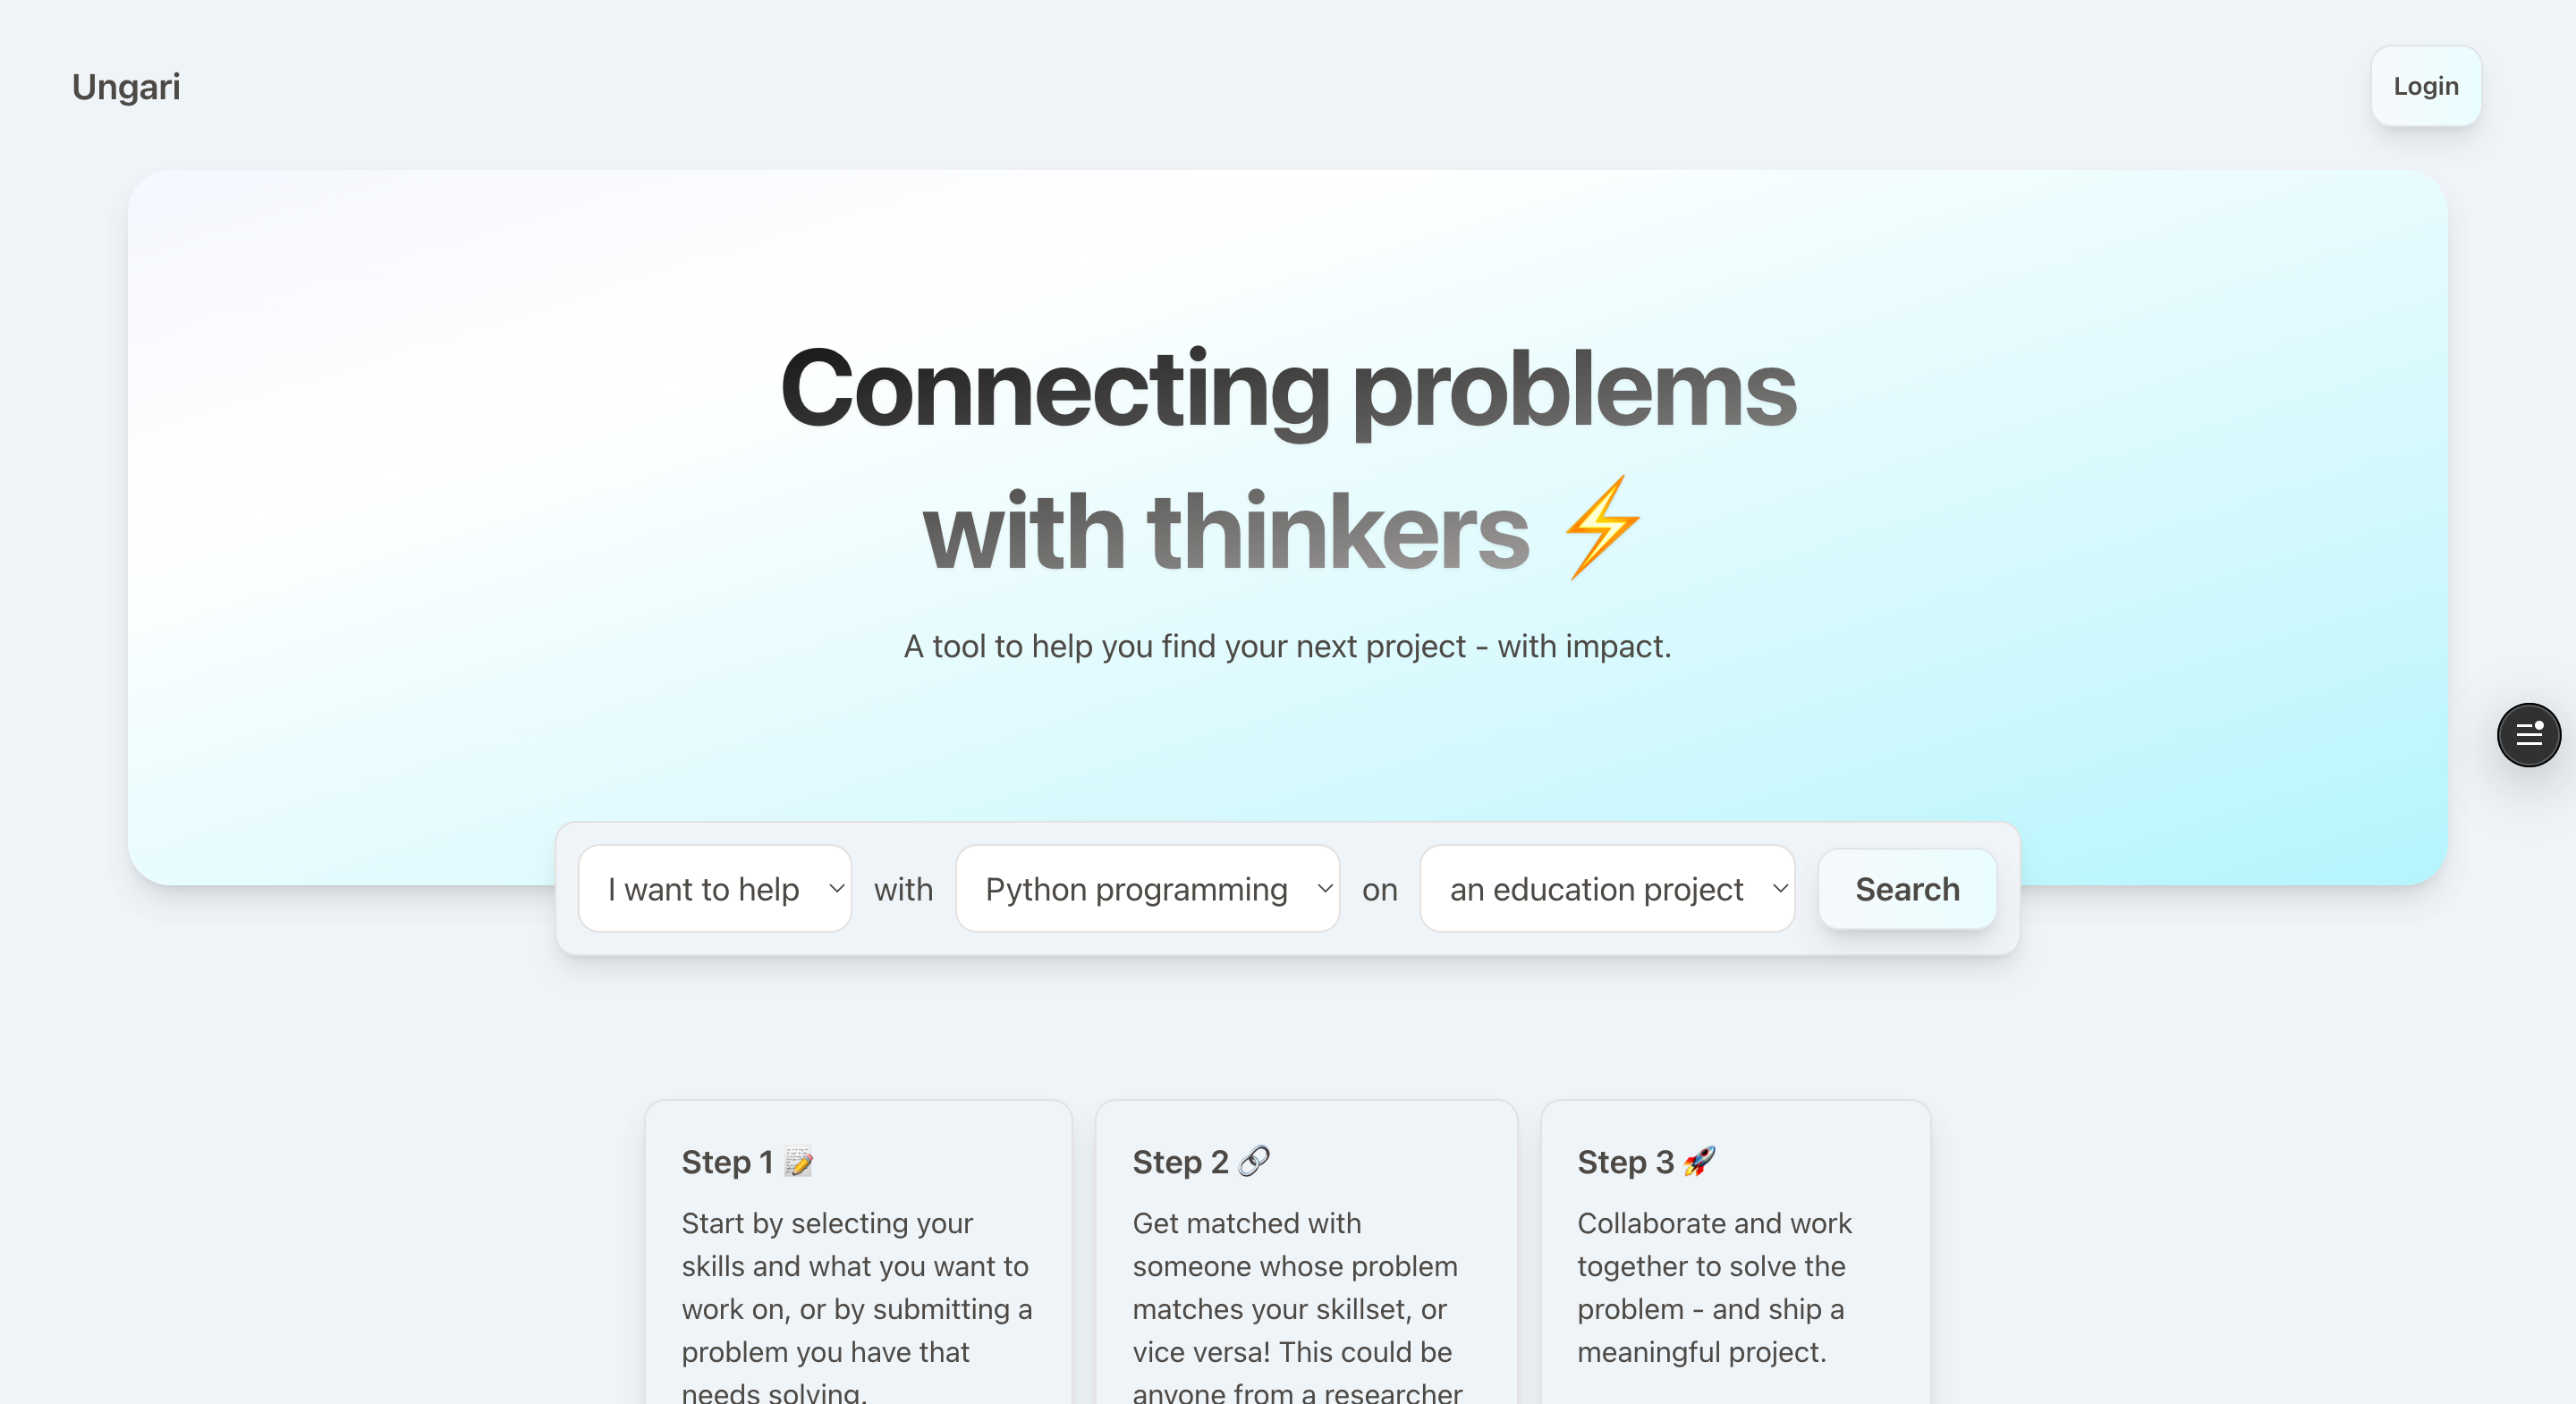 Ungari
Login
Connecting problems
with thinkers ⚡
A tool to help you find your next project - with impact.
I want to help with Python programming on an education project Search
Step 1 📝
Start by selecting your
skills and what you want to
work on, or by submitting a
problem you have that
needs solving.
Step 2 🔗
Get matched with
someone whose problem
matches your skillset, or
vice versa! This could be
anyone from a researcher
Step 3 🚀
Collaborate and work
together to solve the
problem - and ship a
meaningful project.